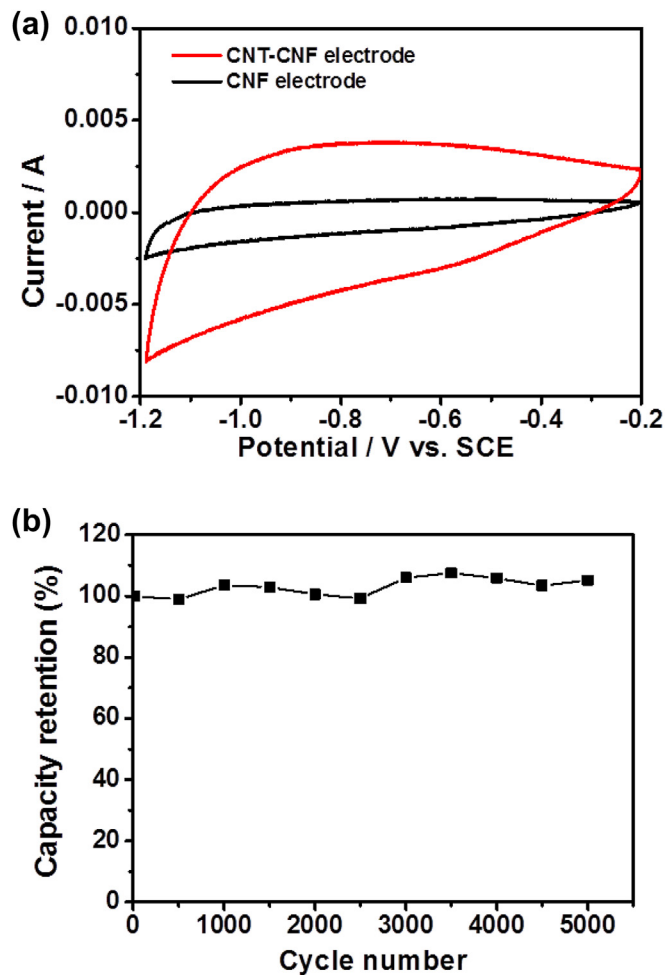 (a)
0.010
0.005
0.000
-0.005
-0.010
Current / A
CNT-CNF electrode
CNF electrode
-1.2 -1.0 -0.8 -0.6 -0.4 -0.2
Potential / V vs. SCE
(b)
120
100
80
60
40
20
0
Capacity retention (%)
0 1000 2000 3000 4000 5000
Cycle number